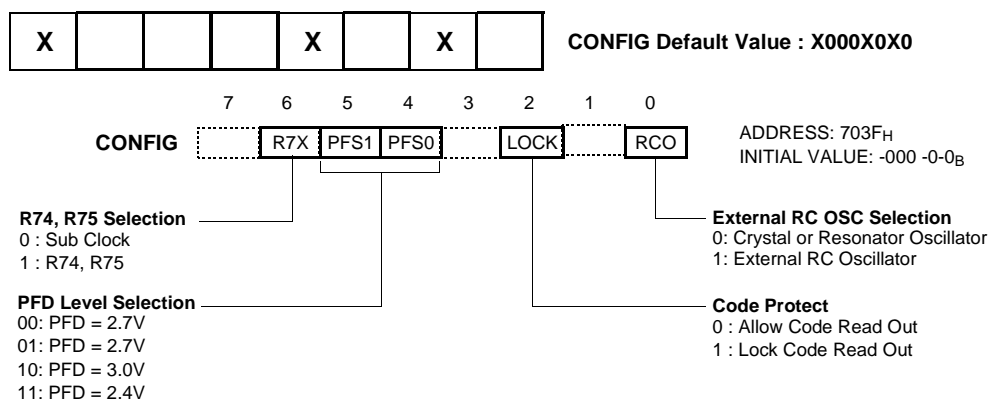 X X X CONFIG Default Value : X000X0X0
7 6 5 4 3 2 1 0
CONFIG R7X PFS1 PFS0 LOCK RCO
ADDRESS: 703FH
INITIAL VALUE: -000 -0-0B
R74, R75 Selection
0 : Sub Clock
1 : R74, R75
PFD Level Selection
00: PFD = 2.7V
01: PFD = 2.7V
10: PFD = 3.0V
11: PFD = 2.4V
External RC OSC Selection
0: Crystal or Resonator Oscillator
1: External RC Oscillator
Code Protect
0 : Allow Code Read Out
1 : Lock Code Read Out